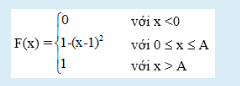 0 với x <0
F(x) = {1-(x-1)² với 0 ≤ x ≤ A
1 với x > A